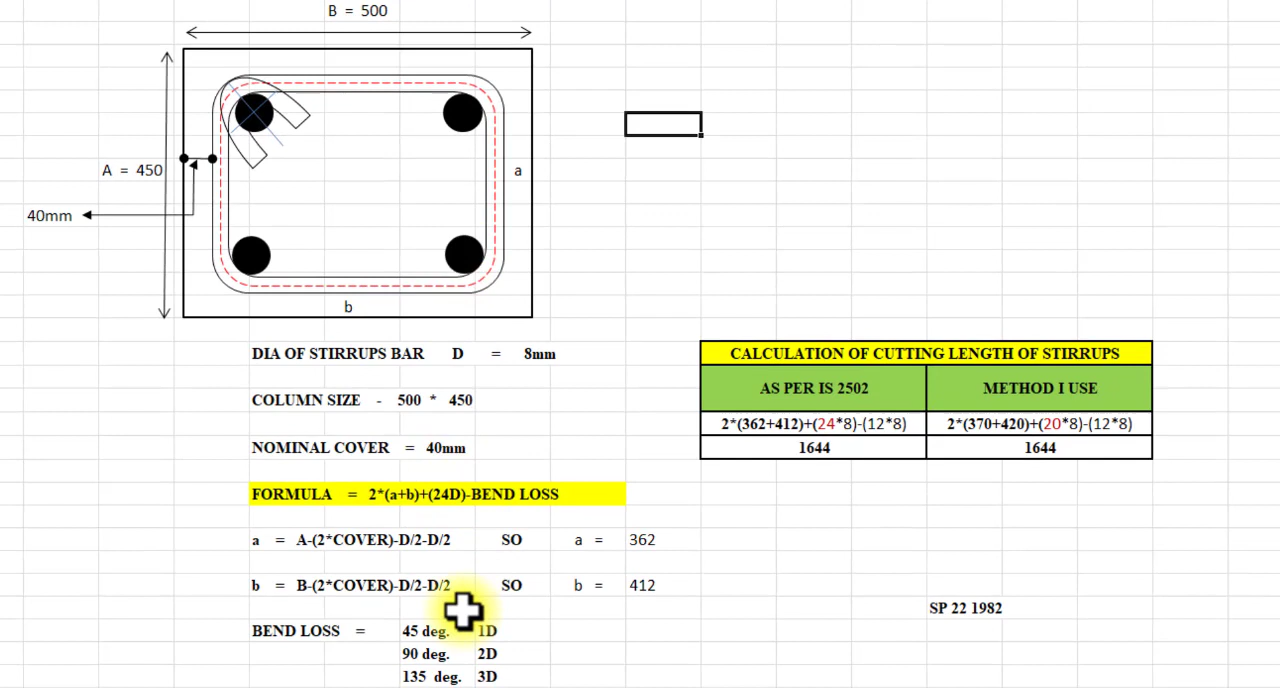 B = 500
A = 450
a
40mm
b
DIA OF STIRRUPS BAR D = 8mm
COLUMN SIZE - 500 * 450
NOMINAL COVER = 40mm
FORMULA = 2*(a+b)+(24D)-BEND LOSS
a = A-(2*COVER)-D/2-D/2 SO a = 362
b = B-(2*COVER)-D/2-D/2 SO b = 412
BEND LOSS = 45 deg. 1D
90 deg. 2D
135 deg. 3D
CALCULATION OF CUTTING LENGTH OF STIRRUPS
AS PER IS 2502 METHOD I USE
2*(362+412)+(24*8)-(12*8) 2*(370+420)+(20*8)-(12*8)
1644 1644
SP 22 1982